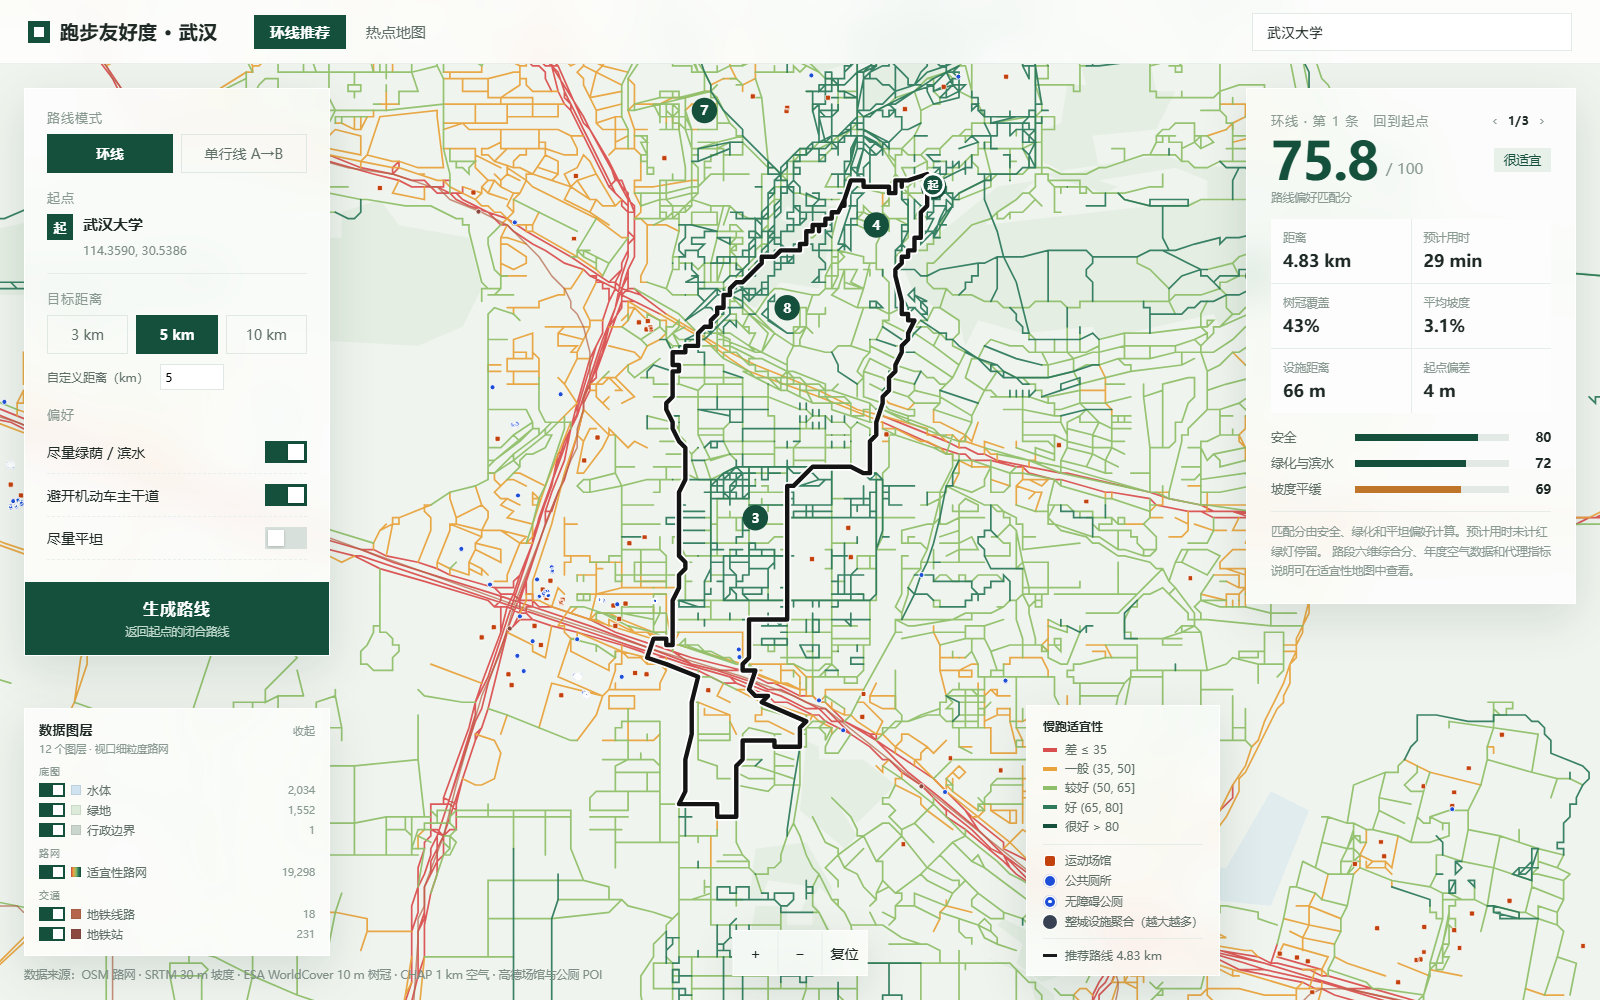 跑步友好度·武汉
环线推荐
热点地图
武汉大学
路线模式
环线
单行线 A→B
起点
起
武汉大学
114.3590, 30.5386
目标距离
3 km
5 km
10 km
自定义距离（km）
5
偏好
尽量绿荫 / 滨水
避开机动车主干道
尽量平坦
生成路线
返回起点的闭合路线
数据图层
收起
12 个图层 · 视口细粒度路网
底图
水体
2,034
绿地
1,552
行政边界
1
路网
适宜性路网
19,298
交通
地铁线路
18
地铁站
231
数据来源：OSM 路网 · SRTM 30 m 坡度 · ESA WorldCover 10 m 树冠 · CHAP 1 km 空气 · 高德场馆与公厕 POI
7
起
4
8
3
+
−
复位
环线 · 第 1 条 回到起点
‹ 1/3 ›
75.8 / 100
很适宜
路线偏好匹配分
距离
4.83 km
预计用时
29 min
树冠覆盖
43%
平均坡度
3.1%
设施距离
66 m
起点偏差
4 m
安全
80
绿化与滨水
72
坡度平缓
69
匹配分由安全、绿化和平坦偏好计算。预计用时未计红
绿灯停留。 路段六维综合分、年度空气数据和代理指标
说明可在适宜性地图中查看。
慢跑适宜性
差 ≤ 35
一般 (35, 50]
较好 (50, 65]
好 (65, 80]
很好 > 80
运动场馆
公共厕所
无障碍公厕
整城设施聚合（越大越多）
推荐路线 4.83 km